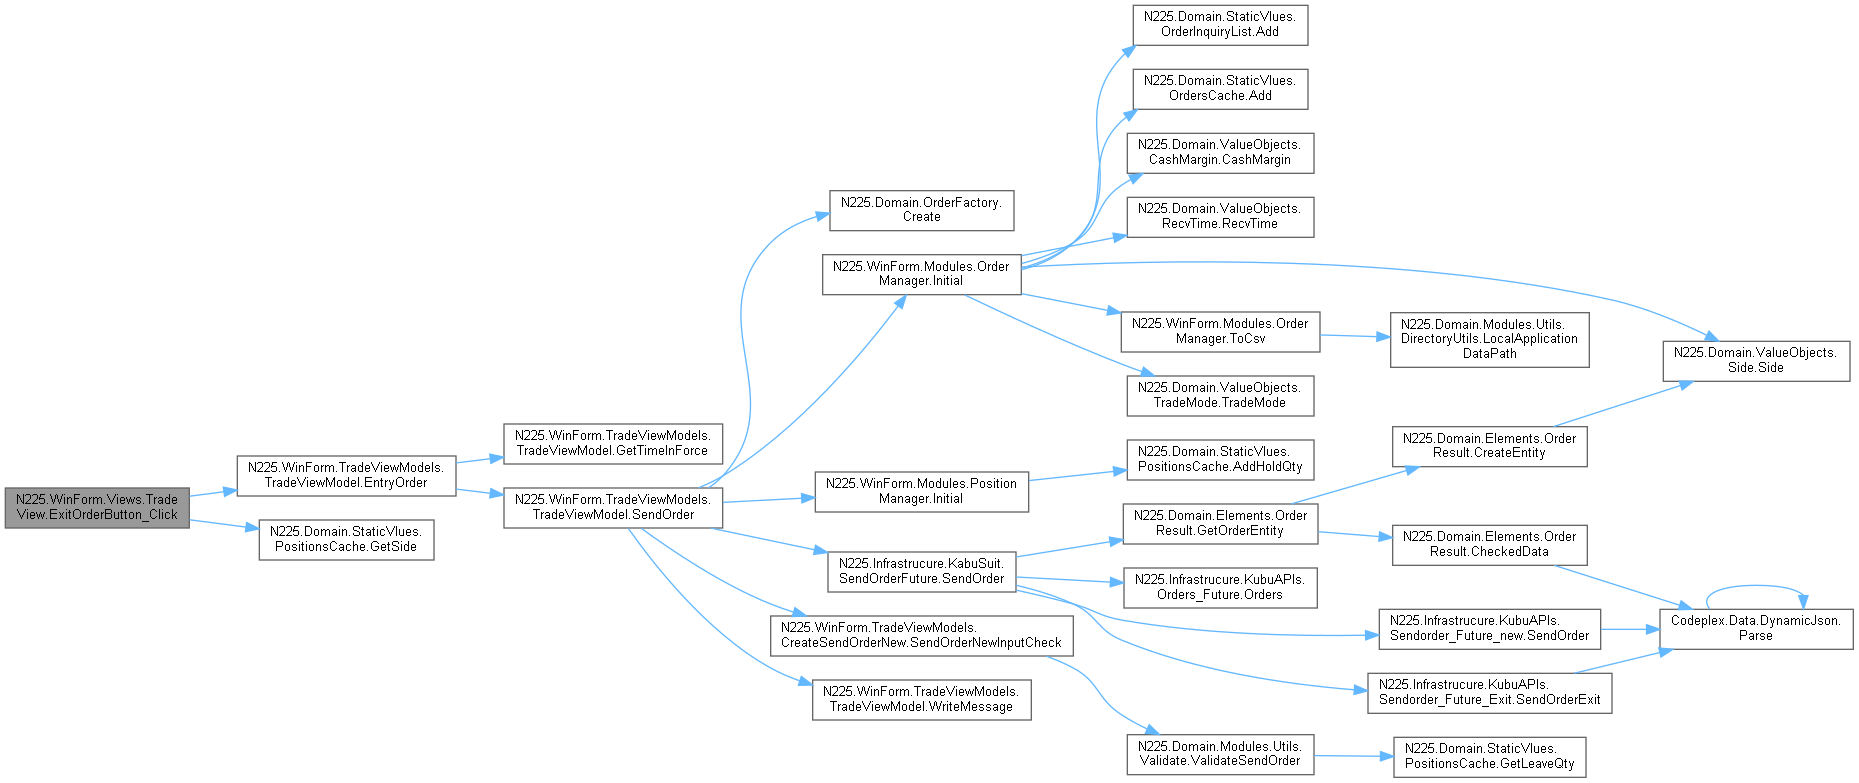 N225.WinForm.Views.Trade
View.ExitOrderButton_Click
N225.WinForm.TradeViewModels.
TradeViewModel.EntryOrder
N225.Domain.StaticVlues.
PositionsCache.GetSide
N225.WinForm.TradeViewModels.
TradeViewModel.GetTimeInForce
N225.WinForm.TradeViewModels.
TradeViewModel.SendOrder
N225.Domain.OrderFactory.
Create
N225.WinForm.Modules.Order
Manager.Initial
N225.WinForm.Modules.Position
Manager.Initial
N225.Infrastrucure.KabuSuit.
SendOrderFuture.SendOrder
N225.WinForm.TradeViewModels.
CreateSendOrderNew.SendOrderNewInputCheck
N225.WinForm.TradeViewModels.
TradeViewModel.WriteMessage
N225.Domain.StaticVlues.
OrderInquiryList.Add
N225.Domain.StaticVlues.
OrdersCache.Add
N225.Domain.ValueObjects.
CashMargin.CashMargin
N225.Domain.ValueObjects.
RecvTime.RecvTime
N225.WinForm.Modules.Order
Manager.ToCsv
N225.Domain.ValueObjects.
TradeMode.TradeMode
N225.Domain.StaticVlues.
PositionsCache.AddHoldQty
N225.Domain.Elements.Order
Result.GetOrderEntity
N225.Infrastrucure.KubuAPIs.
Orders_Future.Orders
N225.Domain.Modules.Utils.
Validate.ValidateSendOrder
N225.Domain.Modules.Utils.
DirectoryUtils.LocalApplication
DataPath
N225.Domain.Elements.Order
Result.CreateEntity
N225.Domain.Elements.Order
Result.CheckedData
N225.Infrastrucure.KubuAPIs.
Sendorder_Future_new.SendOrder
N225.Infrastrucure.KubuAPIs.
Sendorder_Future_Exit.SendOrderExit
N225.Domain.StaticVlues.
PositionsCache.GetLeaveQty
N225.Domain.ValueObjects.
Side.Side
Codeplex.Data.DynamicJson.
Parse